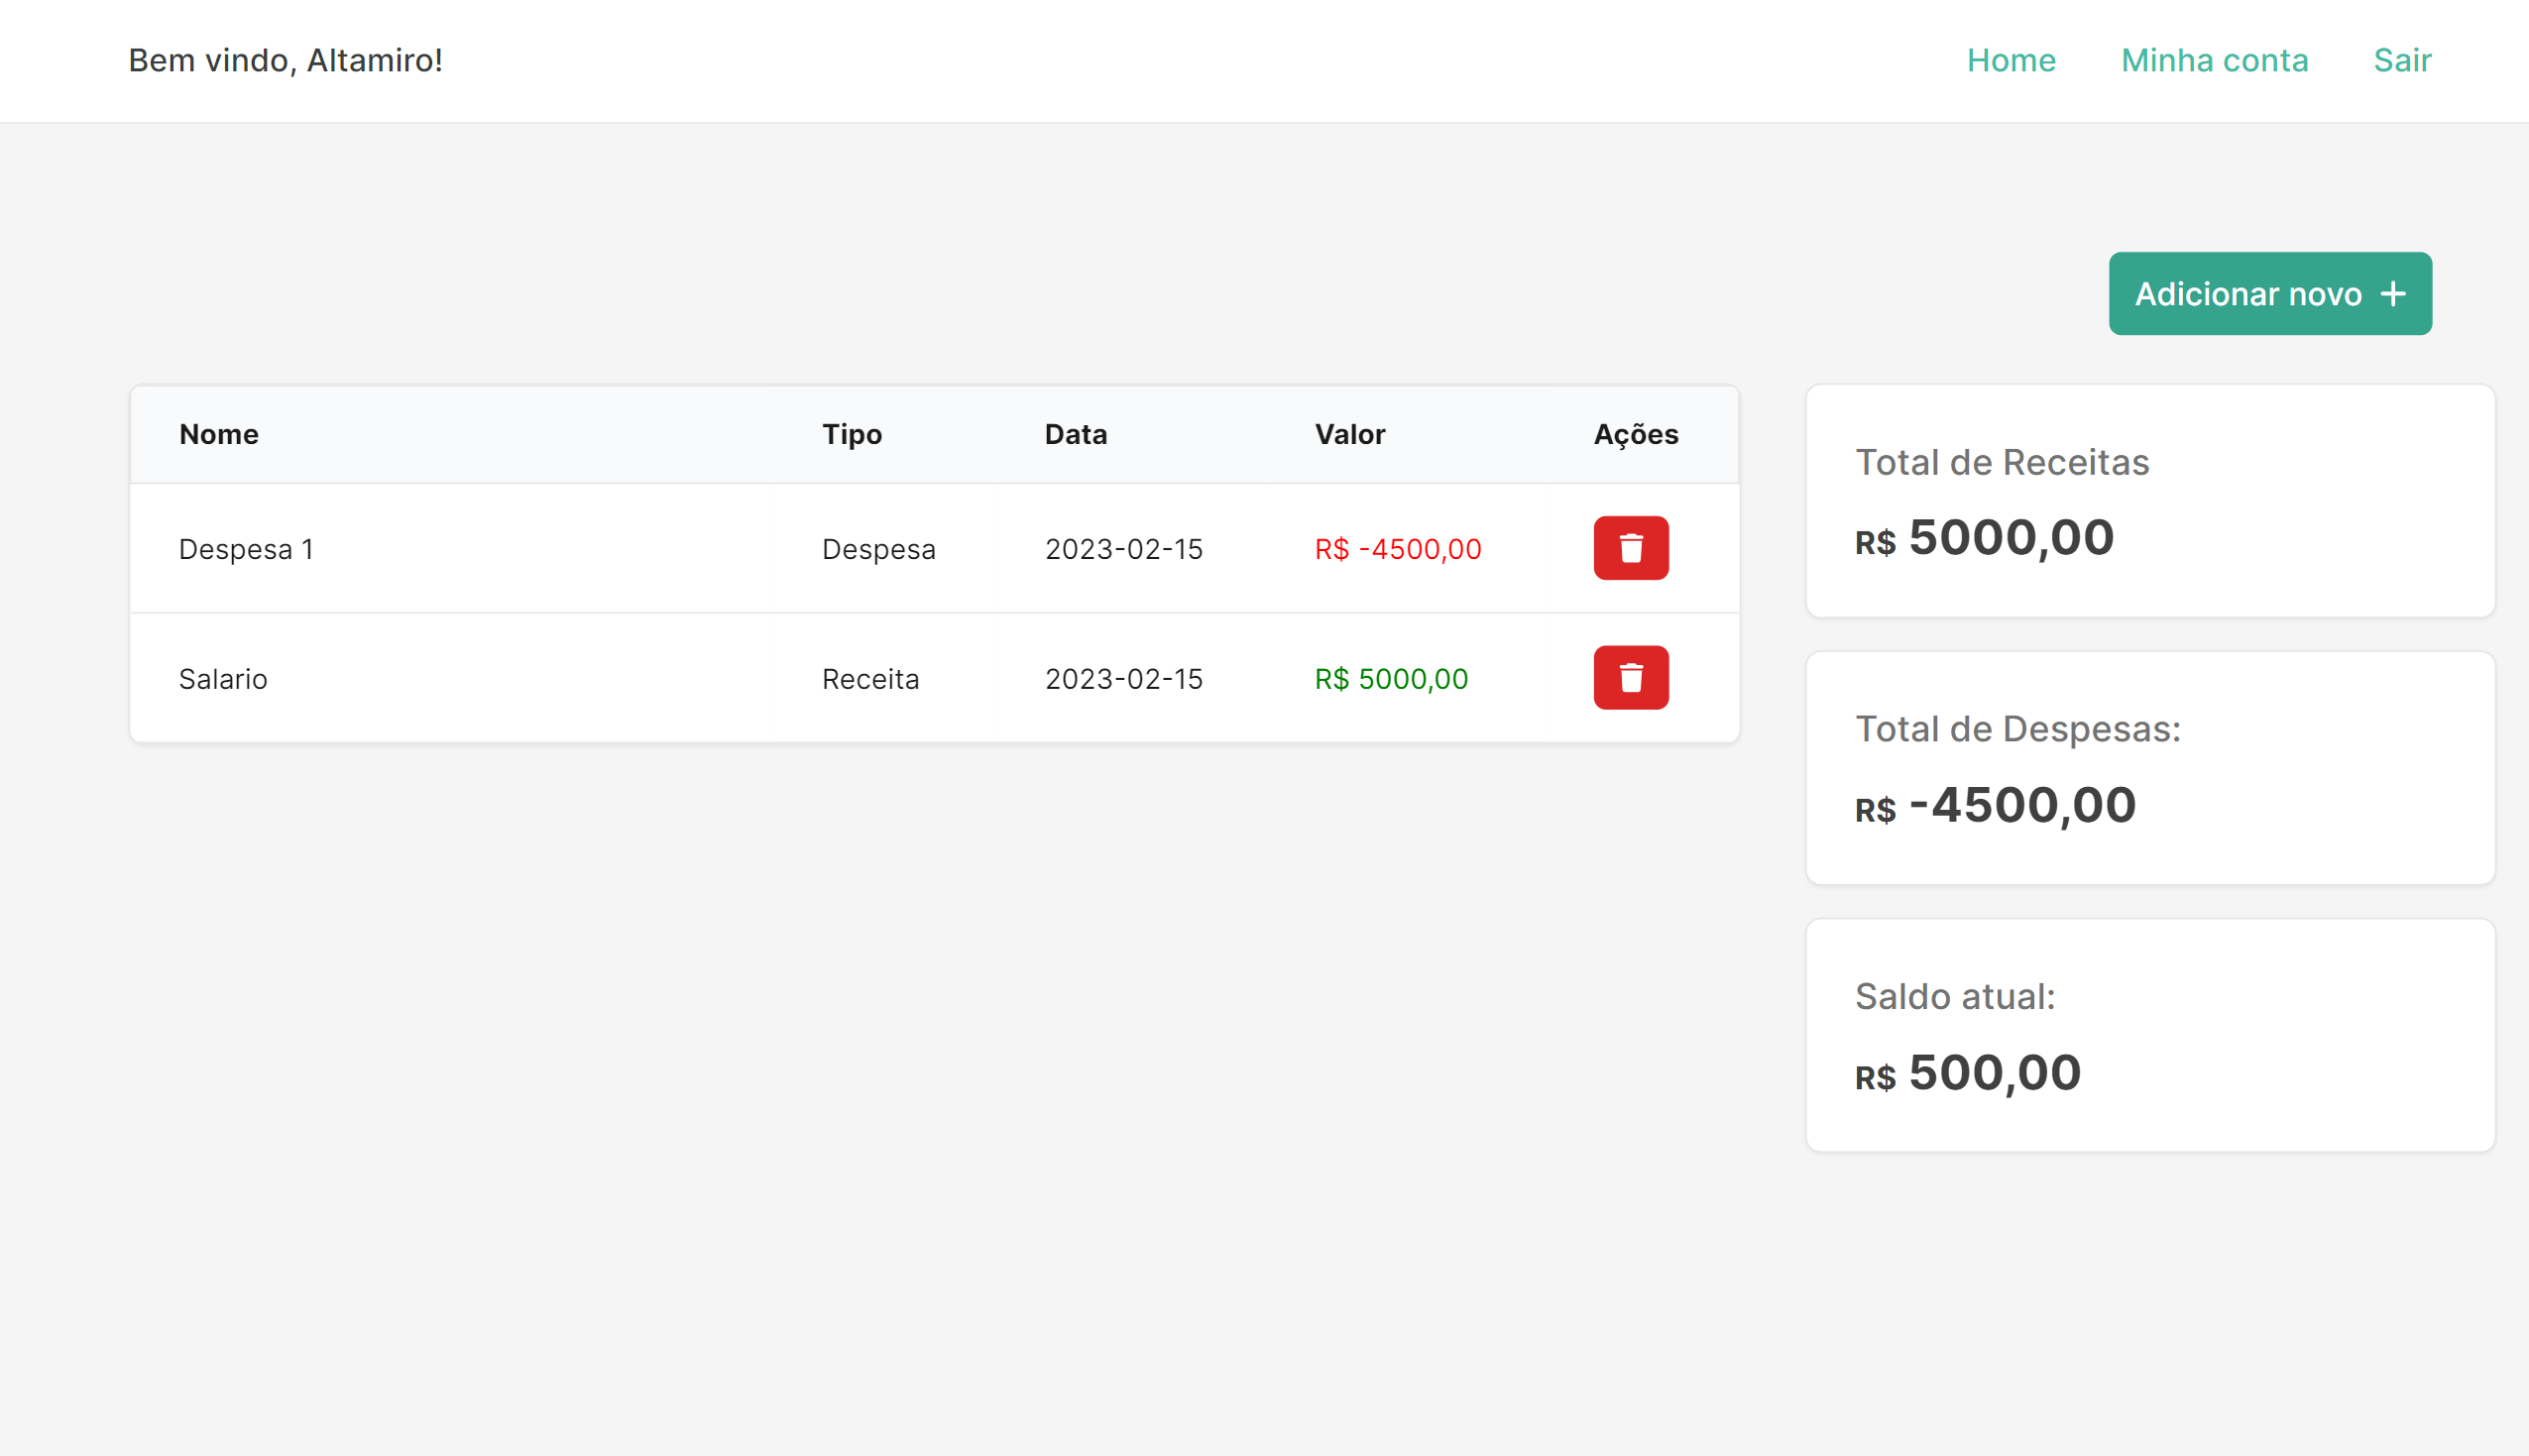 Bem vindo, Altamiro!
Home Minha conta Sair
Adicionar novo +
Nome Tipo Data Valor Ações
Despesa 1 Despesa 2023-02-15 R$ -4500,00
Salario Receita 2023-02-15 R$ 5000,00
Total de Receitas
R$ 5000,00
Total de Despesas:
R$ -4500,00
Saldo atual:
R$ 500,00